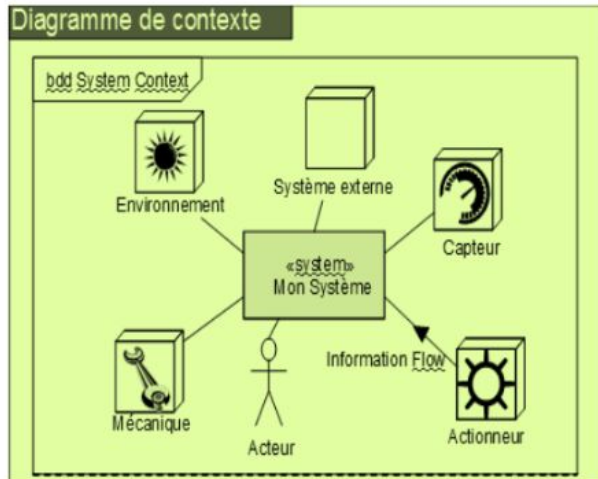 Diagramme de contexte
bdd System Context
Environnement
Système externe
Capteur
«system»
Mon Système
Information Flow
Mécanique
Acteur
Actionneur